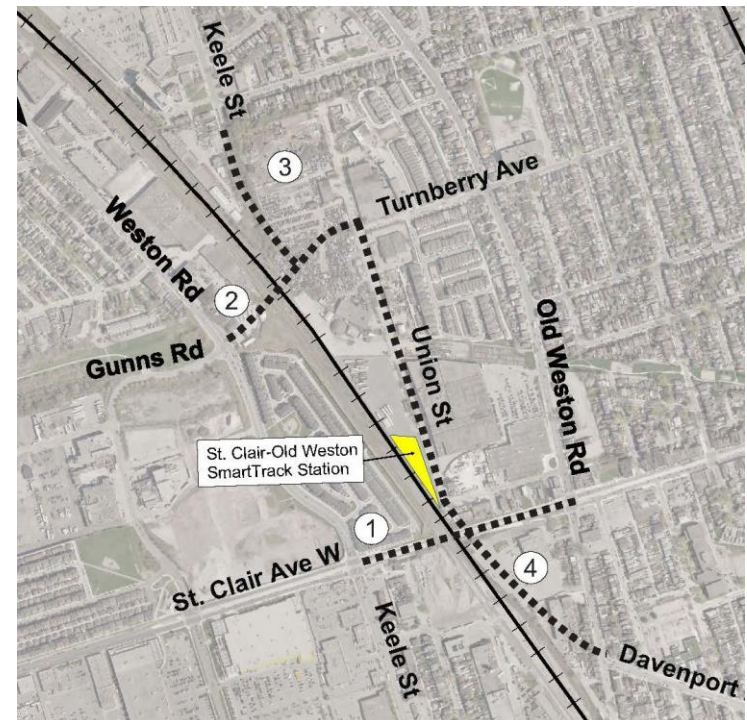 Keele St
3
Turnberry Ave
Weston Rd
2
Gunns Rd
Union St
Old Weston Rd
St. Clair-Old Weston
SmartTrack Station
1
St. Clair Ave W
4
Keele St
Davenport